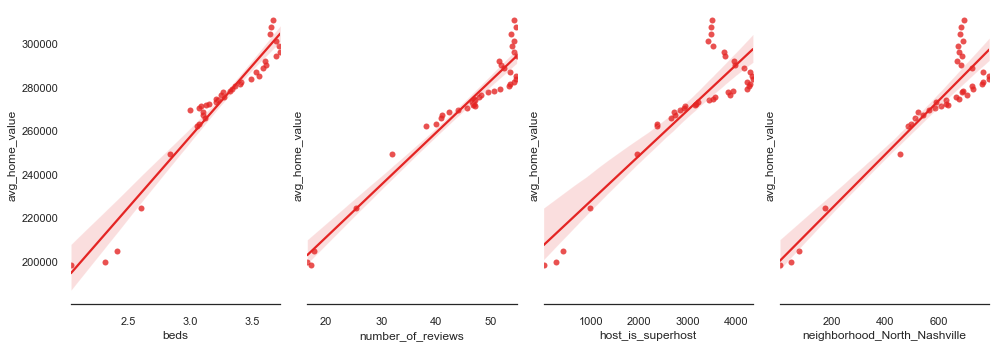 avg_home_value
300000
280000
260000
240000
220000
200000
2.5 3.0 3.5
beds
avg_home_value
20 30 40 50
number_of_reviews
avg_home_value
1000 2000 3000 4000
host_is_superhost
avg_home_value
200 400 600
neighborhood_North_Nashville